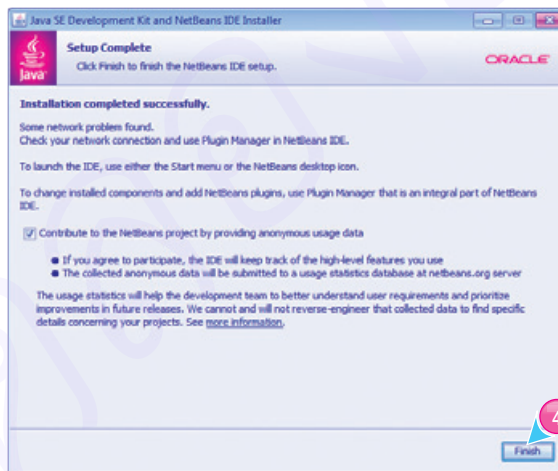 Java SE Development Kit and NetBeans IDE Installer
Setup Complete
Click Finish to finish the NetBeans IDE setup.
Java
ORACLE
Installation completed successfully.
Some network problem found.
Check your network connection and use Plugin Manager in NetBeans IDE.
To launch the IDE, use either the Start menu or the NetBeans desktop icon.
To change installed components and add NetBeans plugins, use Plugin Manager that is an integral part of NetBeans
IDE.
Contribute to the NetBeans project by providing anonymous usage data
If you agree to participate, the IDE will keep track of the high-level features you use
The collected anonymous data will be submitted to a usage statistics database at netbeans.org server
The usage statistics will help the development team to better understand user requirements and prioritize
improvements in future releases. We cannot and will not reverse-engineer that collected data to find specific
details concerning your projects. See more information.
4
Finish